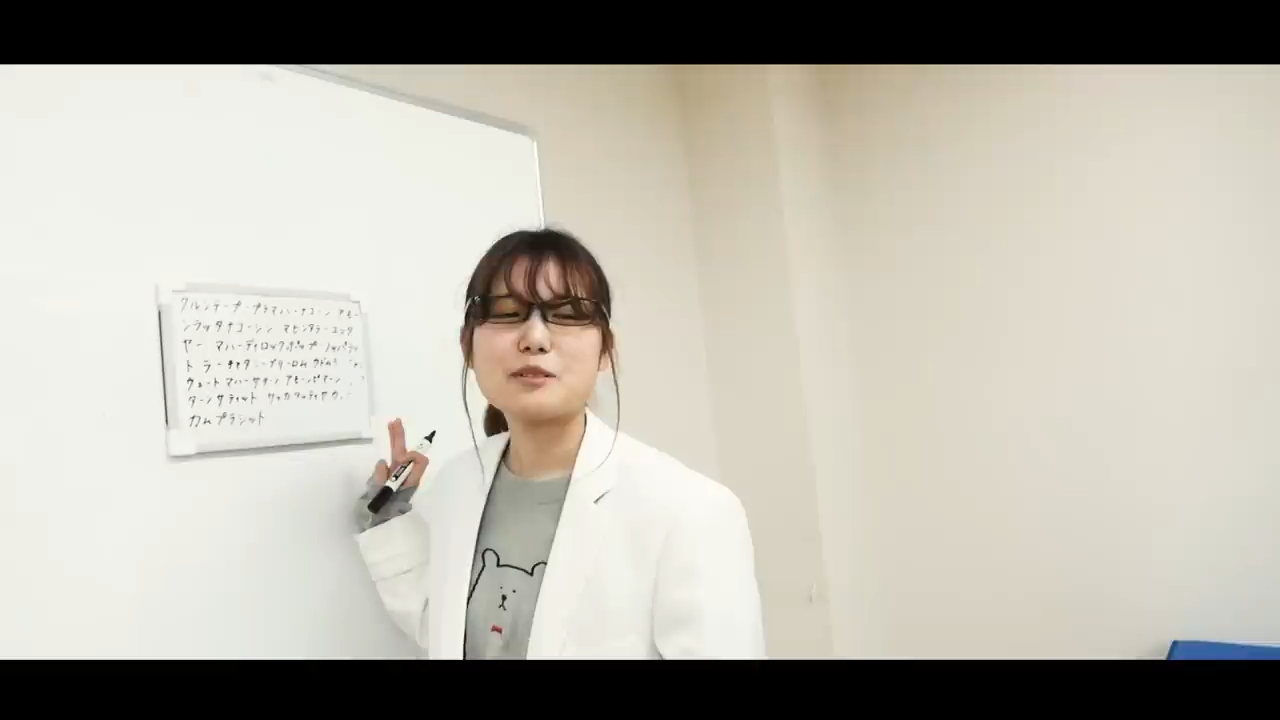 クルンテープ・プラマハーナコーン アモー
ンラッタナコーシン マヒンタラーユッタ
ヤー マハーディロックポップ ノッパラッ
ト ラーチャタニーブリーロム ウドムラ
ウェート マハーサターン アモーンピマーン
ターンサティット サッカタッティヤウィ
カムプラシット